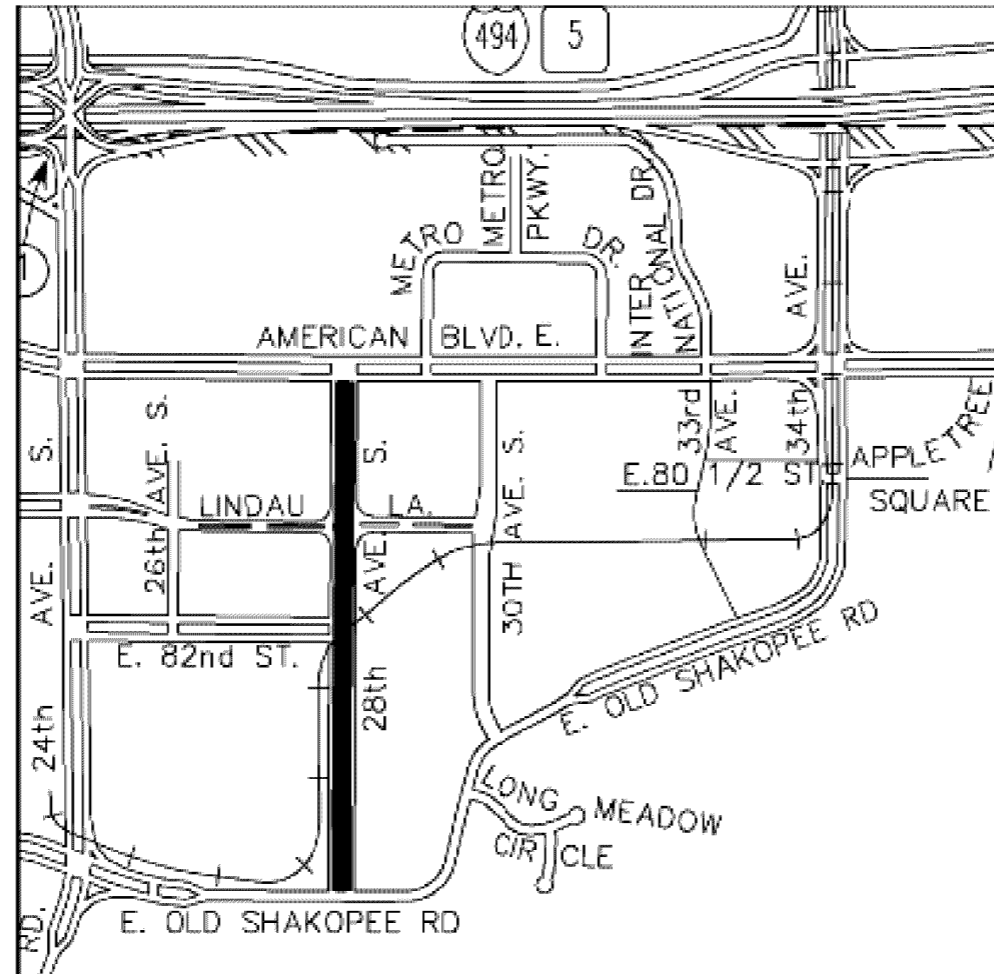 494
5
METRO
PKWY.
METRO
DR.
INTER
NATIONAL DR.
AVE.
1
AMERICAN BLVD. E.
33rd
AVE.
34th
APPLETREE
SQUARE
E.80 1/2 ST.
S.
26th AVE. S.
S.
AVE. S.
LINDAU LA.
AVE.
AVE.
30TH
E. 82nd ST.
28th
24th
E. OLD SHAKOPEE RD
LONG MEADOW
CIRCLE
E. OLD SHAKOPEE RD
RD.